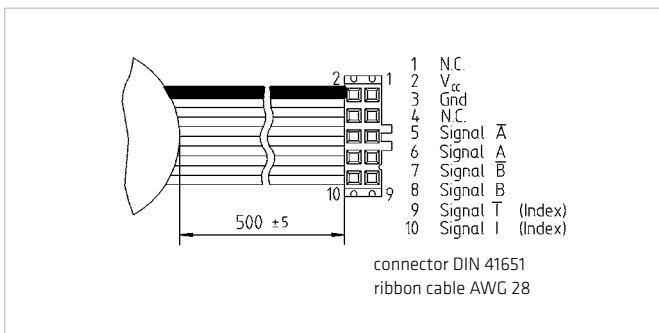 2 1
10 9
500 ±5
1 N.C.
2 Vcc
3 Gnd
4 N.C.
5 Signal A̅
6 Signal A
7 Signal B̅
8 Signal B
9 Signal I̅ (Index)
10 Signal I (Index)
connector DIN 41651
ribbon cable AWG 28